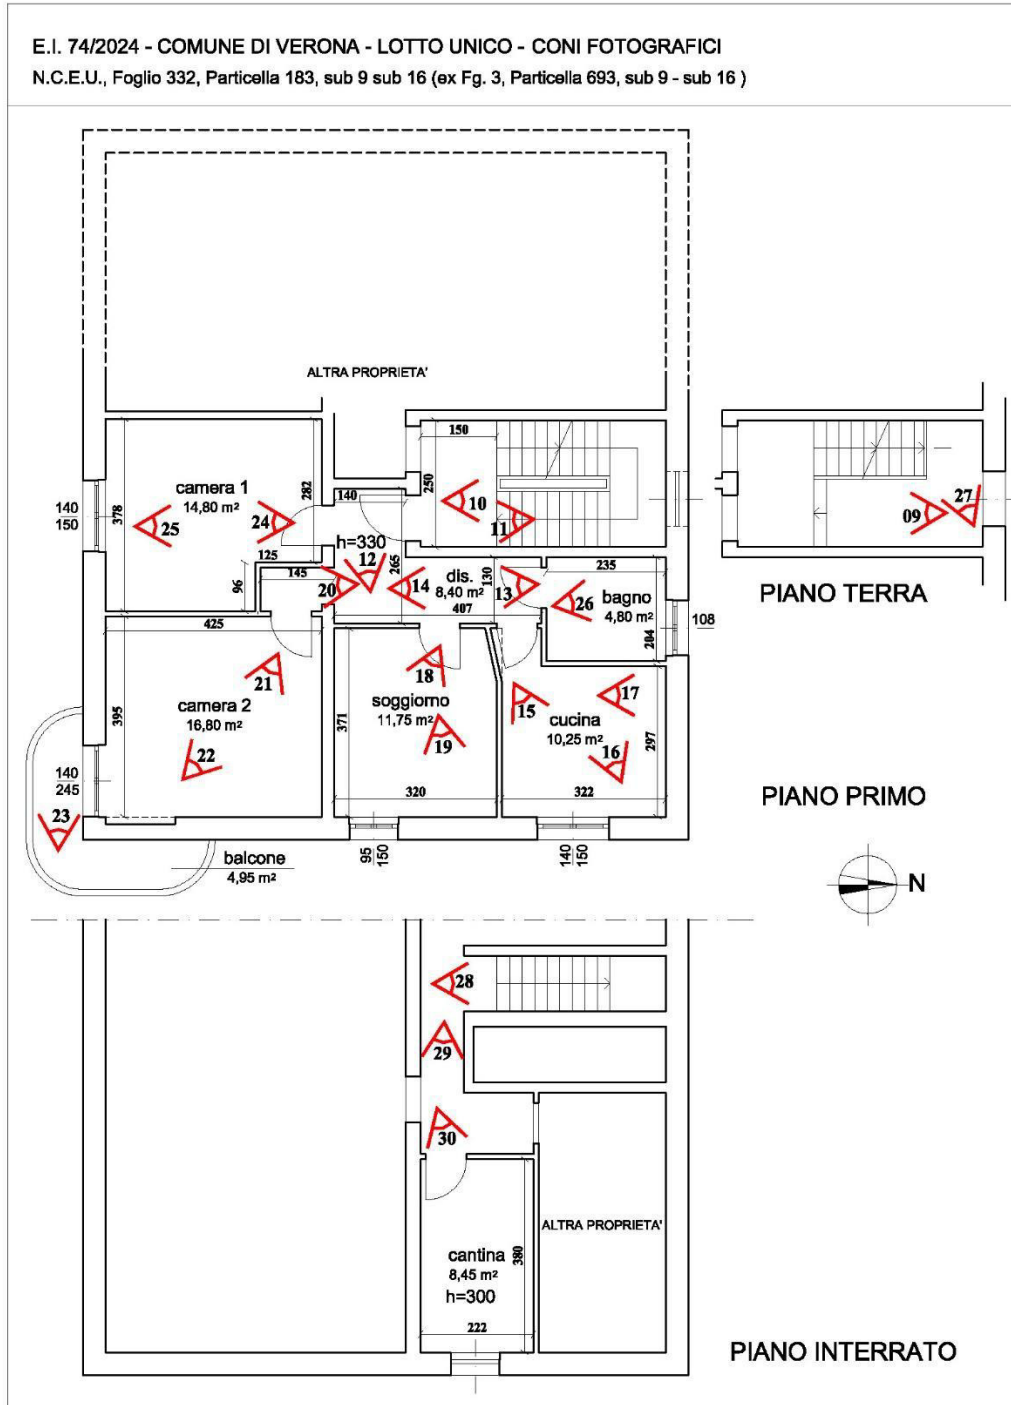 E.I. 74/2024 - COMUNE DI VERONA - LOTTO UNICO - CONI FOTOGRAFICI
N.C.E.U., Foglio 332, Particella 183, sub 9 sub 16 (ex Fg. 3, Particella 693, sub 9 - sub 16 )
ALTRA PROPRIETA'
150
250
282
378
camera 1
14,80 m²
140
150
25
24
125
145
96
140
h=330
12
265
10
11
09
27
PIANO TERRA
20
14
dis.
8,40 m²
130
407
13
235
26
bagno
4,80 m²
204
108
425
21
camera 2
16,80 m²
395
22
140
245
23
18
soggiorno
11,75 m²
371
19
320
15
17
cucina
10,25 m²
16
297
322
95
150
140
150
PIANO PRIMO
balcone
4,95 m²
N
28
29
30
ALTRA PROPRIETA'
cantina
8,45 m²
h=300
380
222
PIANO INTERRATO